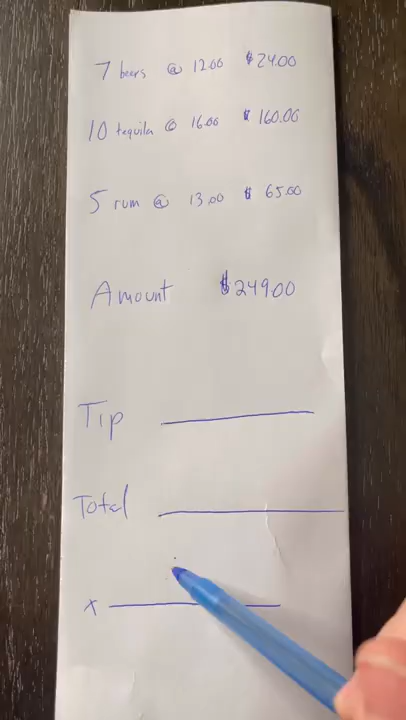 7 beers @ 12.00 $24.00
10 tequila @ 16.00 $160.00
5 rum @ 13.00 $65.00
Amount $249.00
Tip
Total
x